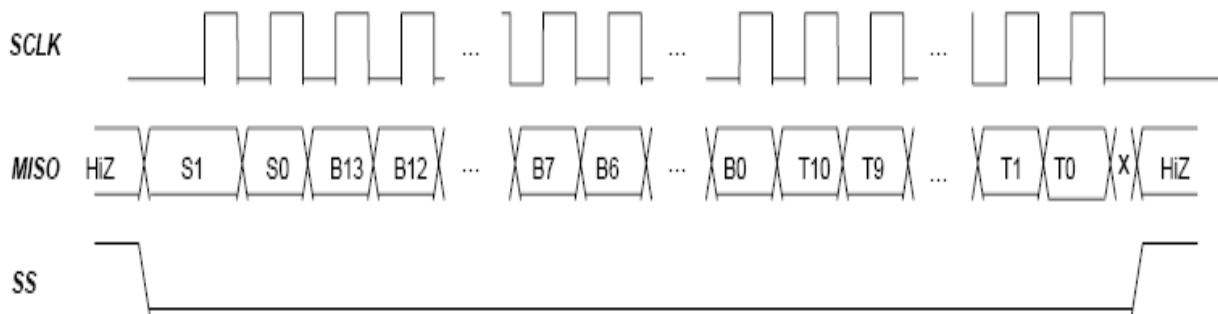 SCLK ... ... ...
MISO HiZ S1 S0 B13 B12 ... B7 B6 ... B0 T10 T9 ... T1 T0 X HiZ
SS